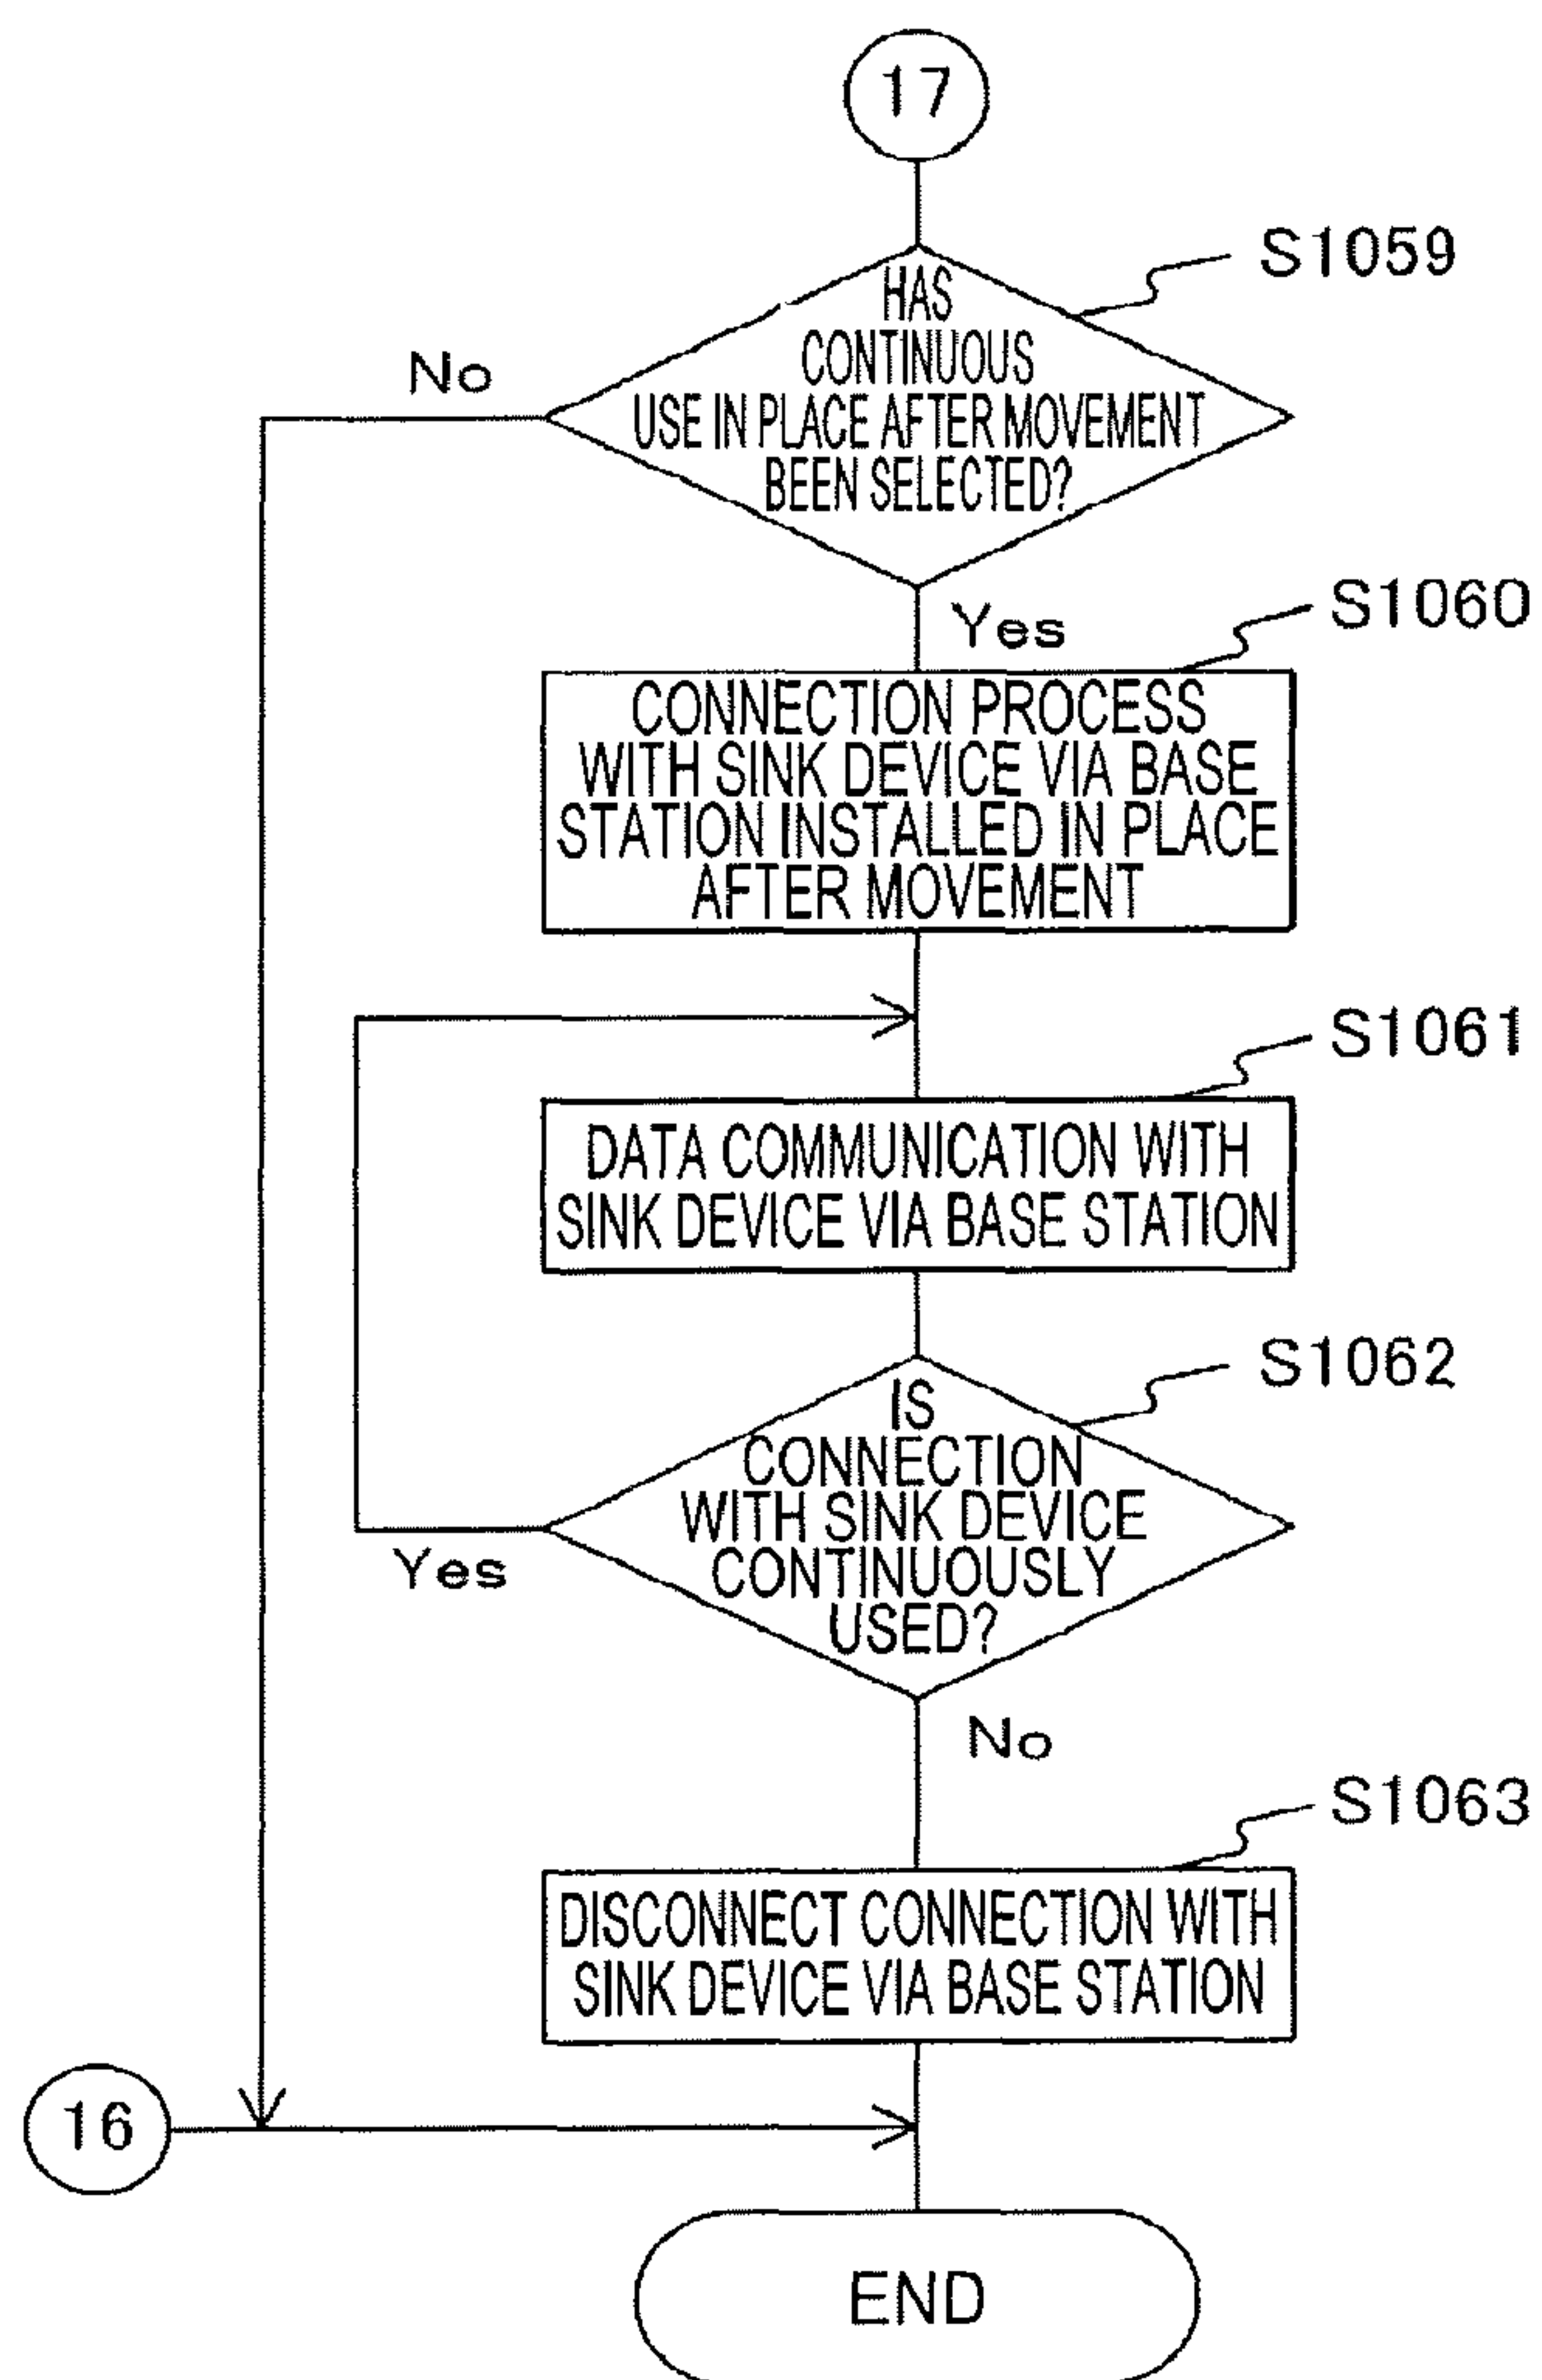 17
S1059
HAS
CONTINUOUS
USE IN PLACE AFTER MOVEMENT
BEEN SELECTED?
No
Yes
S1060
CONNECTION PROCESS
WITH SINK DEVICE VIA BASE
STATION INSTALLED IN PLACE
AFTER MOVEMENT
S1061
DATA COMMUNICATION WITH
SINK DEVICE VIA BASE STATION
S1062
IS
CONNECTION
WITH SINK DEVICE
CONTINUOUSLY
USED?
Yes
No
S1063
DISCONNECT CONNECTION WITH
SINK DEVICE VIA BASE STATION
16
END